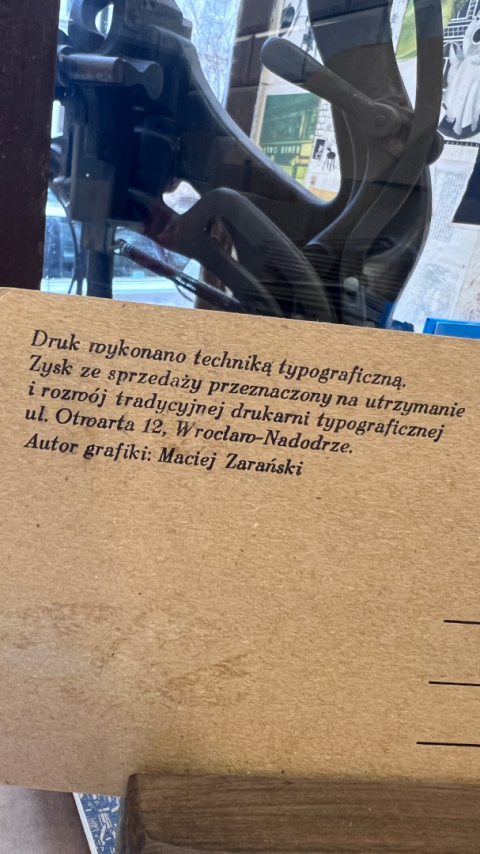 Druk wykonano techniką typograficzną.
Zysk ze sprzedaży przeznaczony na utrzymanie
i rozwój tradycyjnej drukarni typograficznej
ul. Otwarta 12, Wrocław-Nadodrze.
Autor grafiki: Maciej Zarański